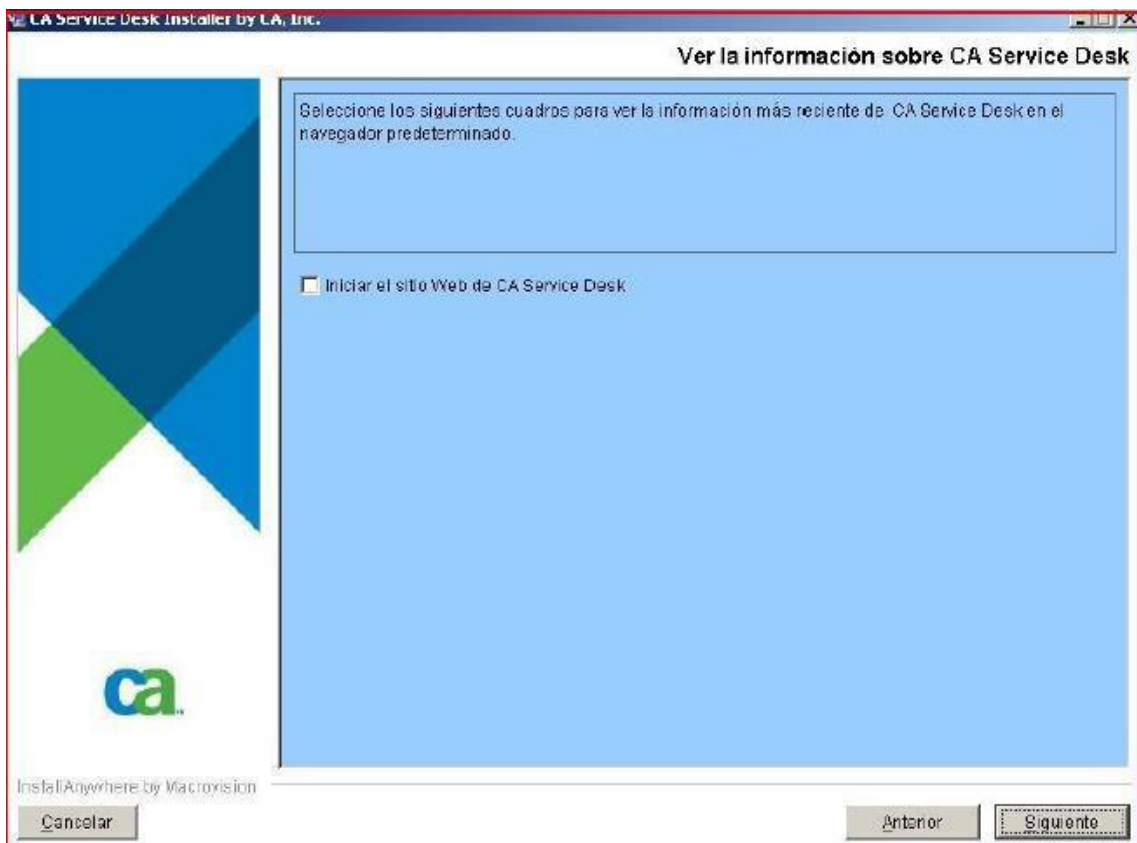 CA Service Desk Installer by CA, Inc.
Ver la información sobre CA Service Desk
Seleccione los siguientes cuadros para ver la información más reciente de CA Service Desk en el
navegador predeterminado.
Iniciar el sitio Web de CA Service Desk
ca
InstallAnywhere by Macrovision
Cancelar
Anterior
Siguiente